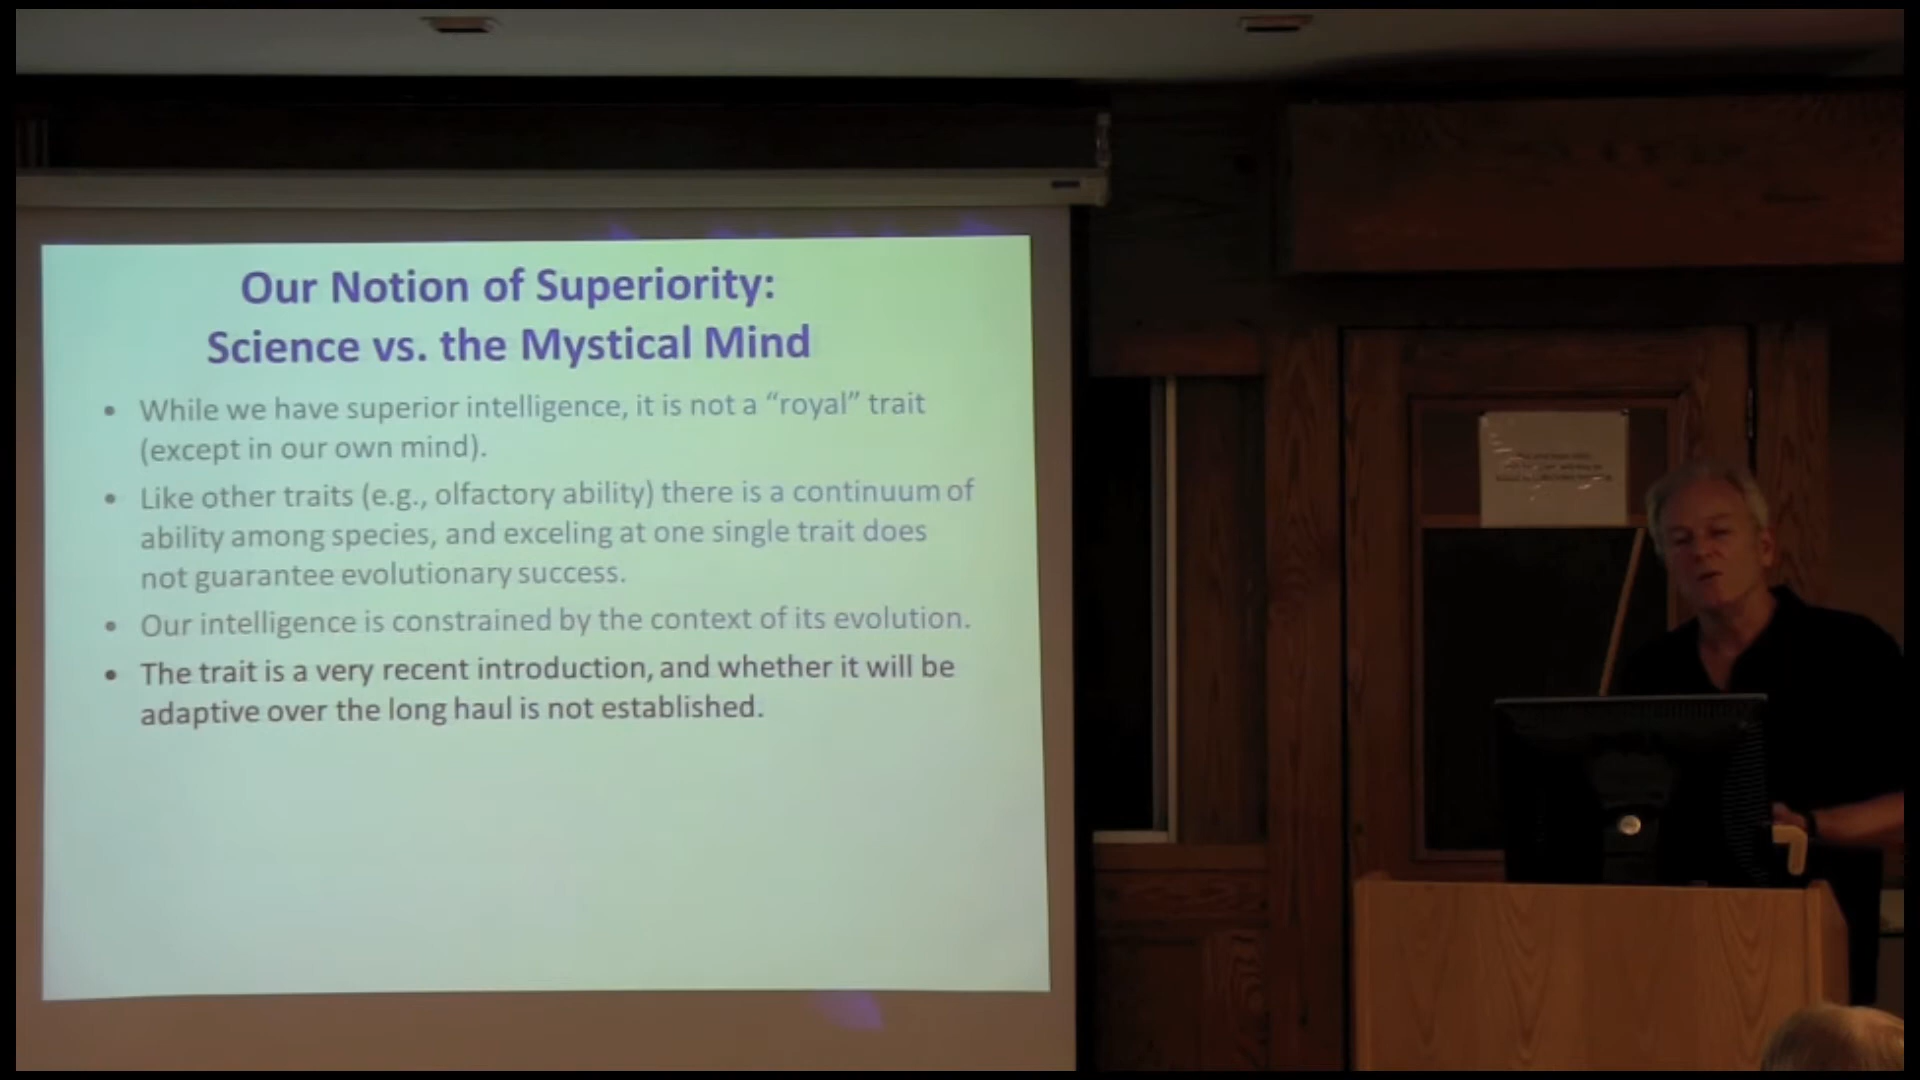 Our Notion of Superiority:
Science vs. the Mystical Mind
• While we have superior intelligence, it is not a “royal” trait
(except in our own mind).
• Like other traits (e.g., olfactory ability) there is a continuum of
ability among species, and exceling at one single trait does
not guarantee evolutionary success.
• Our intelligence is constrained by the context of its evolution.
• The trait is a very recent introduction, and whether it will be
adaptive over the long haul is not established.